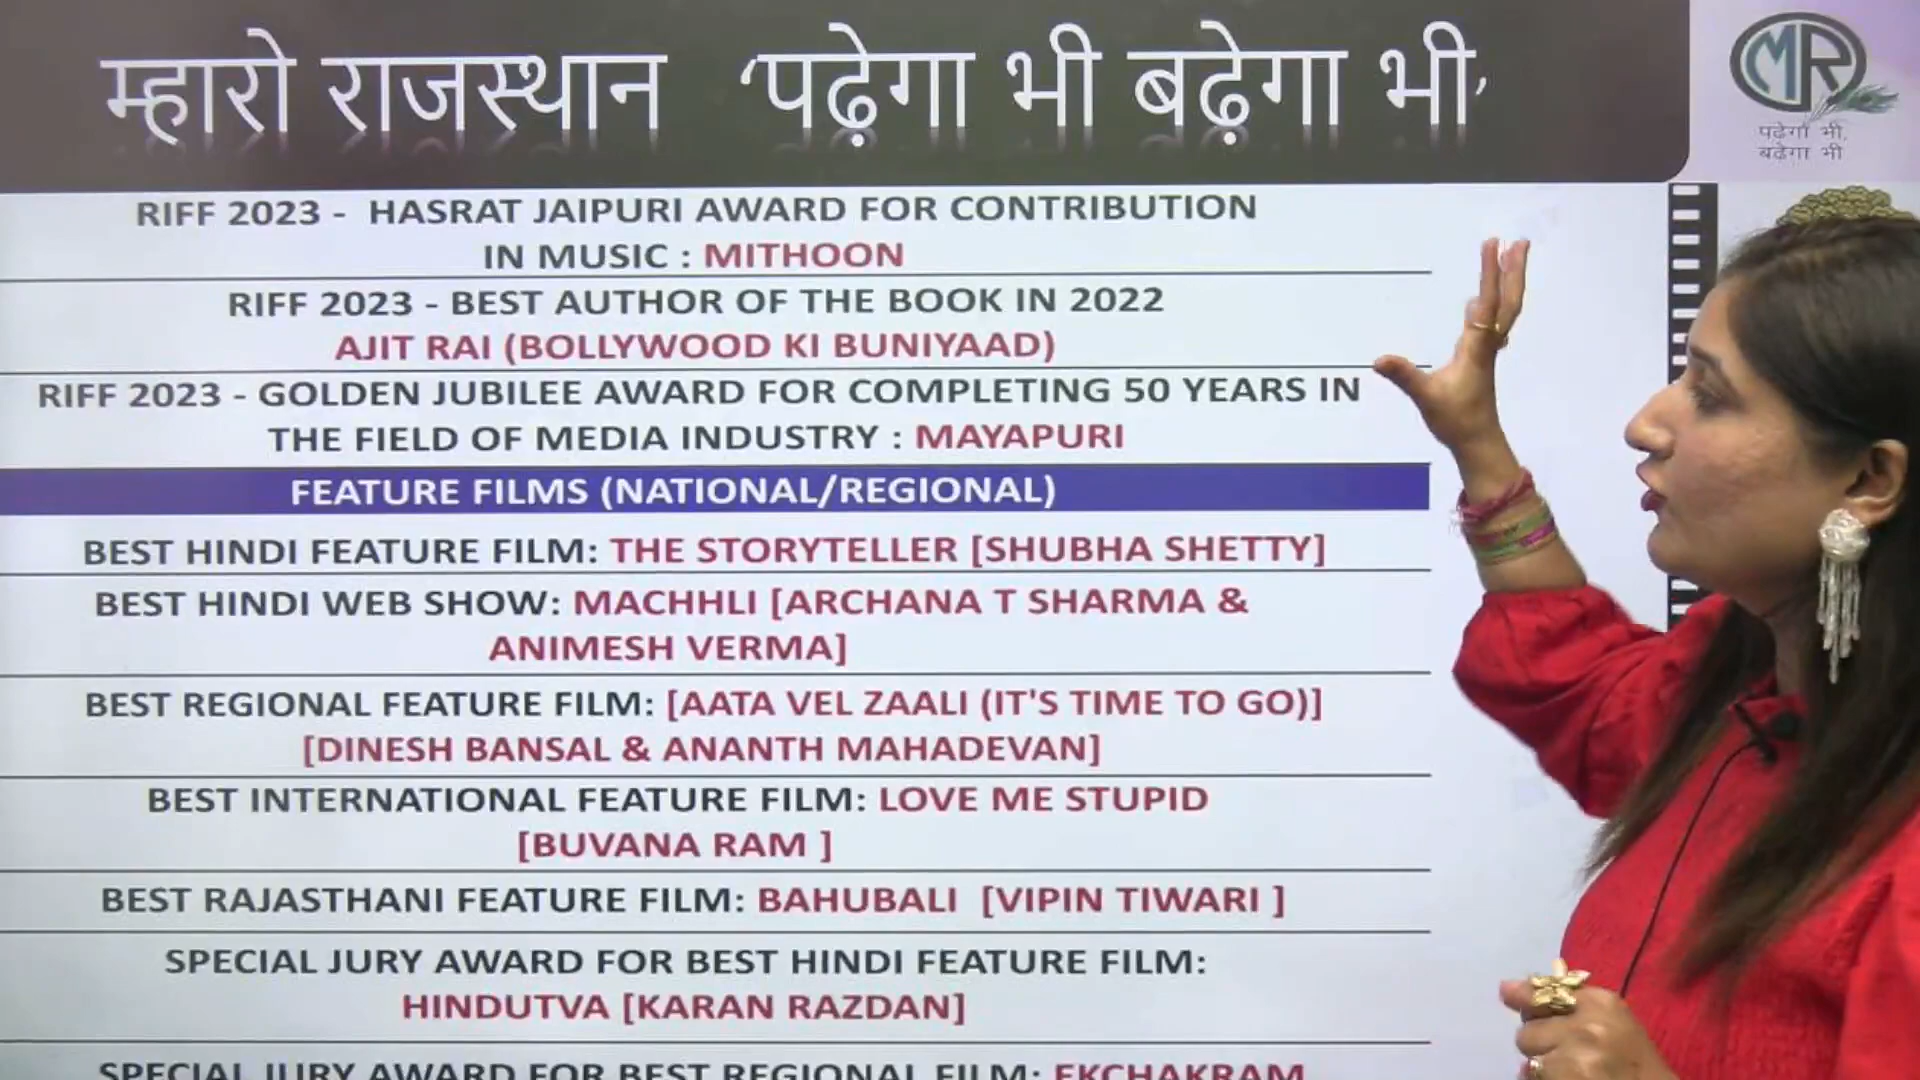 म्हारो राजस्थान 'पढ़ेगा भी बढ़ेगा भी'
MR
पढ़ेगा भी,
बढ़ेगा भी
RIFF 2023 - HASRAT JAIPURI AWARD FOR CONTRIBUTION
IN MUSIC : MITHOON
RIFF 2023 - BEST AUTHOR OF THE BOOK IN 2022
AJIT RAI (BOLLYWOOD KI BUNIYAAD)
RIFF 2023 - GOLDEN JUBILEE AWARD FOR COMPLETING 50 YEARS IN
THE FIELD OF MEDIA INDUSTRY : MAYAPURI
FEATURE FILMS (NATIONAL/REGIONAL)
BEST HINDI FEATURE FILM: THE STORYTELLER [SHUBHA SHETTY]
BEST HINDI WEB SHOW: MACHHLI [ARCHANA T SHARMA &
ANIMESH VERMA]
BEST REGIONAL FEATURE FILM: [AATA VEL ZAALI (IT'S TIME TO GO)]
[DINESH BANSAL & ANANTH MAHADEVAN]
BEST INTERNATIONAL FEATURE FILM: LOVE ME STUPID
[BUVANA RAM ]
BEST RAJASTHANI FEATURE FILM: BAHUBALI [VIPIN TIWARI ]
SPECIAL JURY AWARD FOR BEST HINDI FEATURE FILM:
HINDUTVA [KARAN RAZDAN]
SPECIAL JURY AWARD FOR BEST REGIONAL FILM: EKCHAKRAM